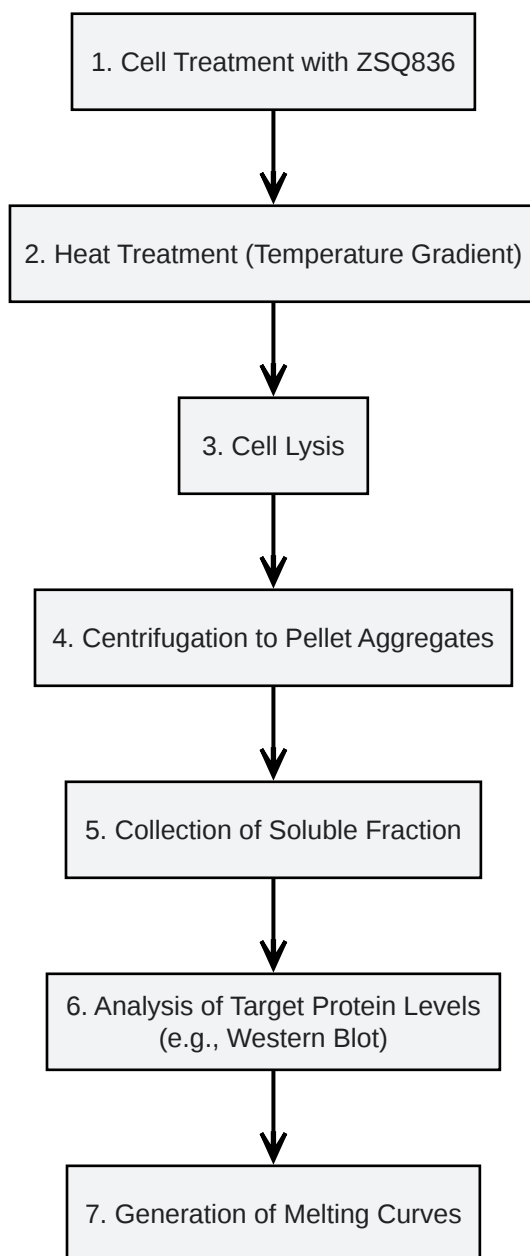 1. Cell Treatment with ZSQ836
2. Heat Treatment (Temperature Gradient)
3. Cell Lysis
4. Centrifugation to Pellet Aggregates
5. Collection of Soluble Fraction
6. Analysis of Target Protein Levels
(e.g., Western Blot)
7. Generation of Melting Curves